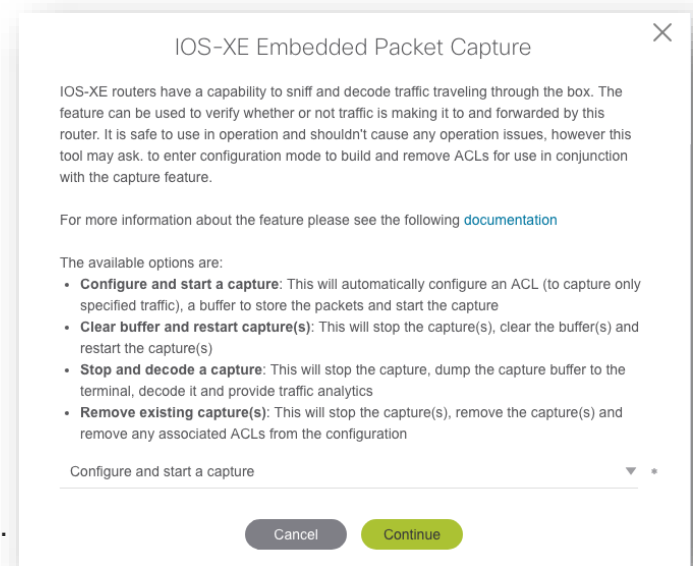 IOS-XE Embedded Packet Capture
IOS-XE routers have a capability to sniff and decode traffic traveling through the box. The
feature can be used to verify whether or not traffic is making it to and forwarded by this
router. It is safe to use in operation and shouldn't cause any operation issues, however this
tool may ask. to enter configuration mode to build and remove ACLs for use in conjunction
with the capture feature.
For more information about the feature please see the following documentation
The available options are:
• Configure and start a capture: This will automatically configure an ACL (to capture only
specified traffic), a buffer to store the packets and start the capture
• Clear buffer and restart capture(s): This will stop the capture(s), clear the buffer(s) and
restart the capture(s)
• Stop and decode a capture: This will stop the capture, dump the capture buffer to the
terminal, decode it and provide traffic analytics
• Remove existing capture(s): This will stop the capture(s), remove the capture(s) and
remove any associated ACLs from the configuration
Configure and start a capture
Cancel Continue